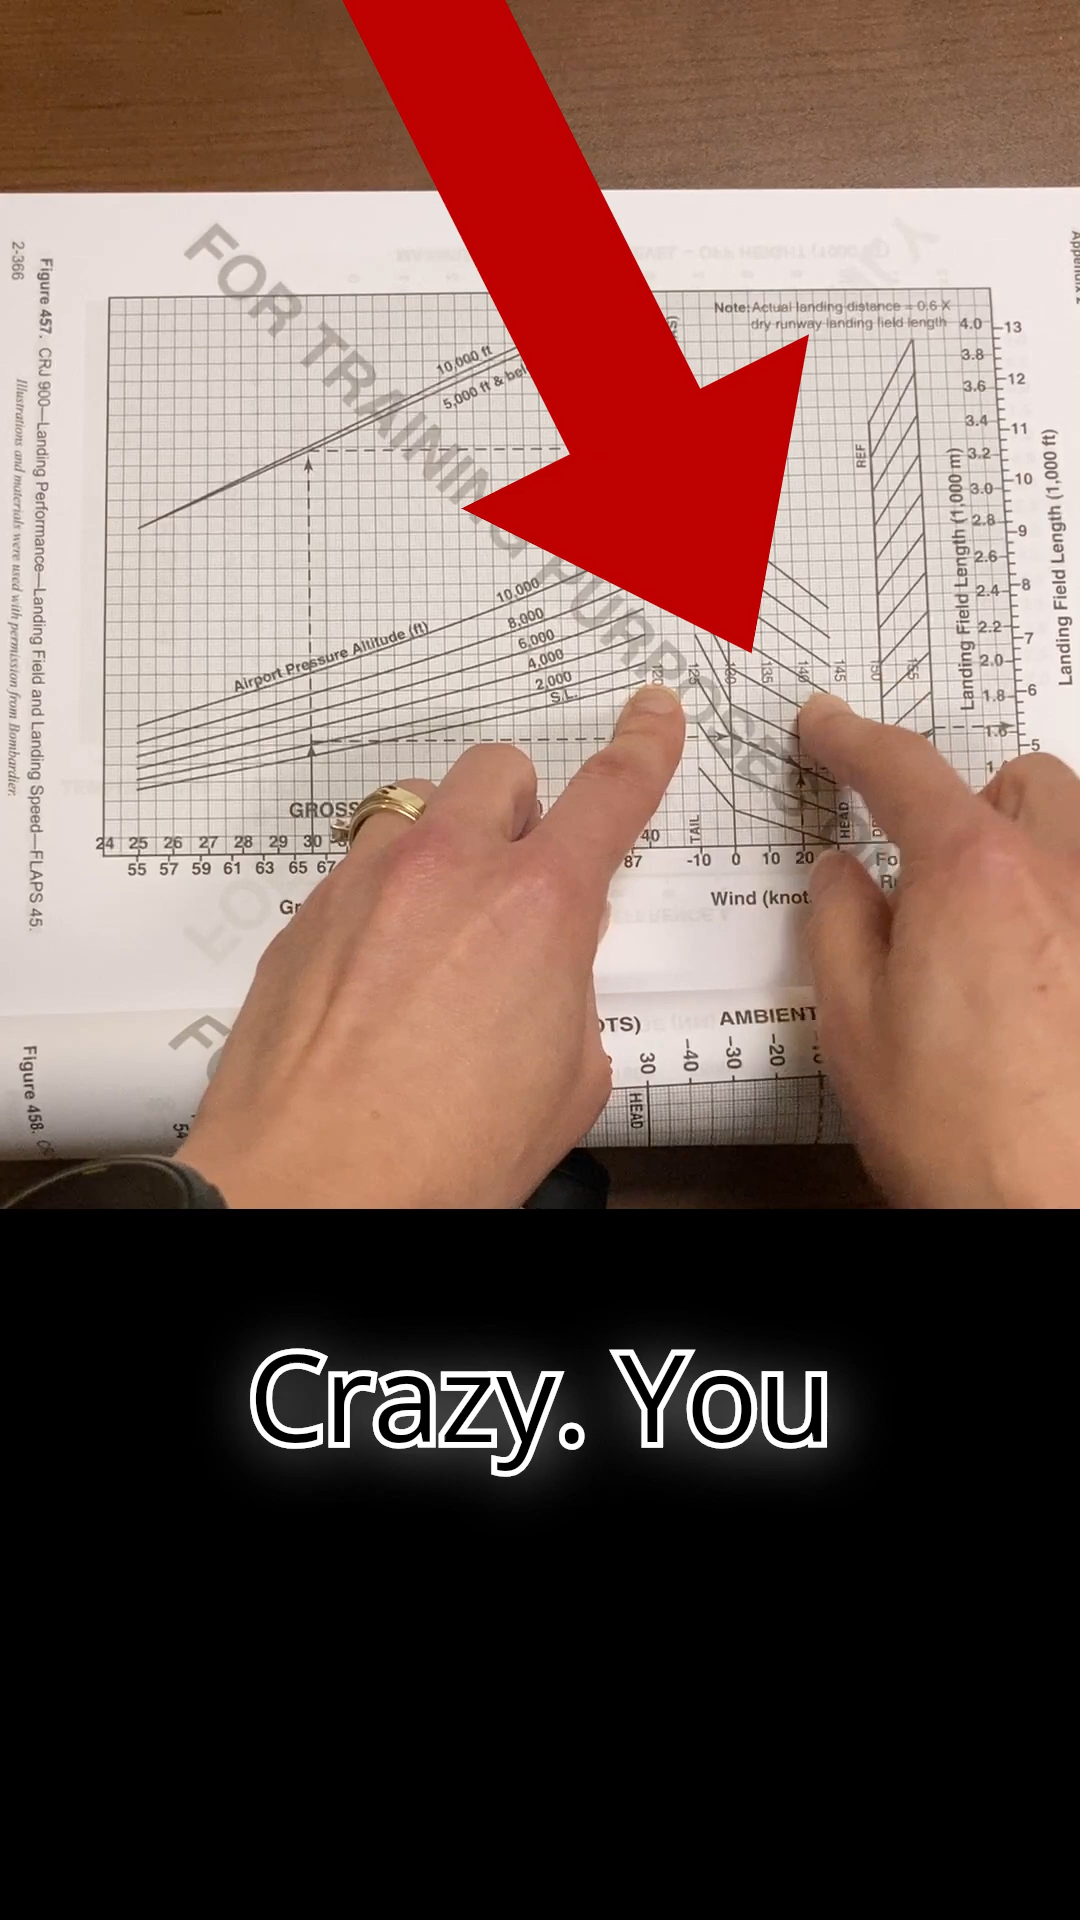 2-366
Figure 457. CRJ 900—Landing Performance—Landing Field and Landing Speed—FLAPS 45.
Illustrations and materials were used with permission from Bombardier.
FOR TRAINING PURPOSES
Note: Actual landing distance = 0.6 X
dry runway landing field length
10,000 ft
5,000 ft & bel
REF
Airport Pressure Altitude (ft)
10,000
8,000
6,000
4,000
2,000
S.L.
120 125 130 135 140 145 150 155
4.0
3.8
3.6
3.4
3.2
3.0
2.8
2.6
2.4
2.2
2.0
1.8
1.6
Landing Field Length (1,000 m)
13
12
11
10
9
8
7
6
5
Landing Field Length (1,000 ft)
GROSS
TAIL
HEAD
24 25 26 27 28 29 30 40
55 57 59 61 63 65 67 87
-10 0 10 20
Wind (knot
Gr
Fo
AMBIENT
30 -40 -30 -20
HEAD
Figure 458.
54
Crazy. You